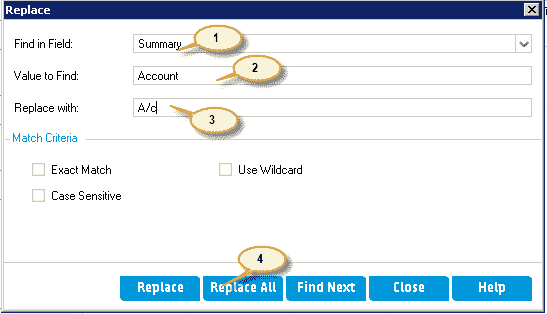 Replace
Find in Field: Summary 1
Value to Find: Account 2
Replace with: A/c 3
Match Criteria
Exact Match Use Wildcard
Case Sensitive
4
Replace Replace All Find Next Close Help